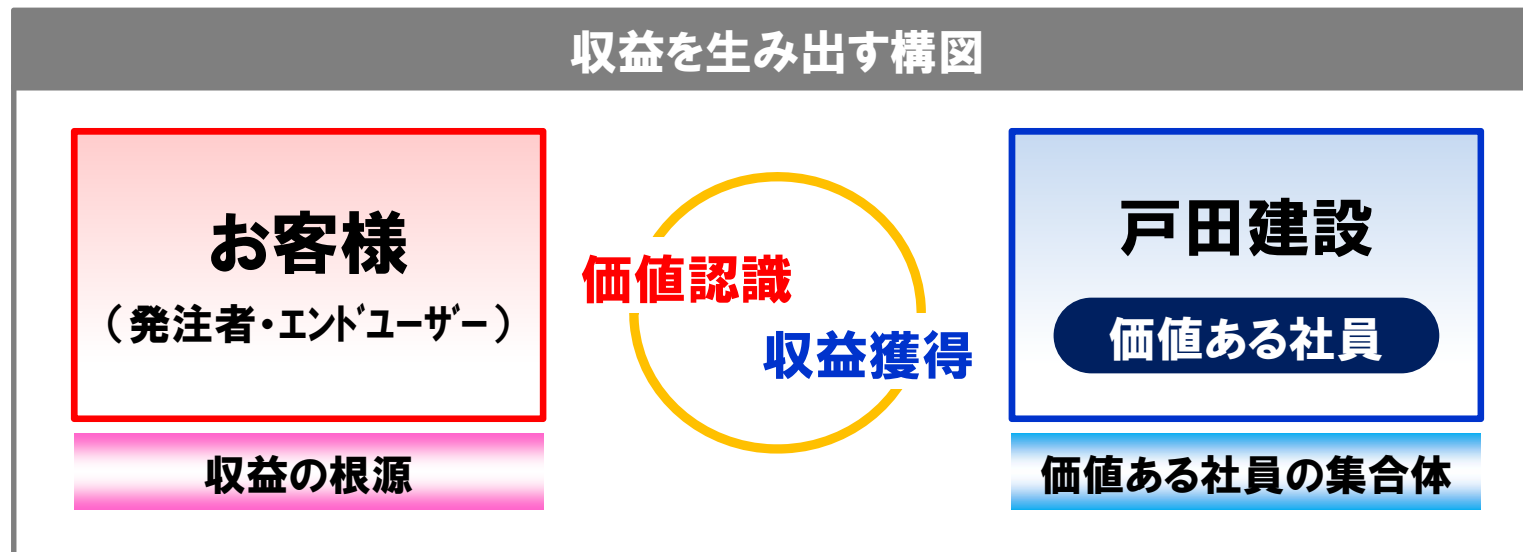 収益を生み出す構図
お客様
（発注者・エンドユーザー）
収益の根源
価値認識
収益獲得
戸田建設
価値ある社員
価値ある社員の集合体